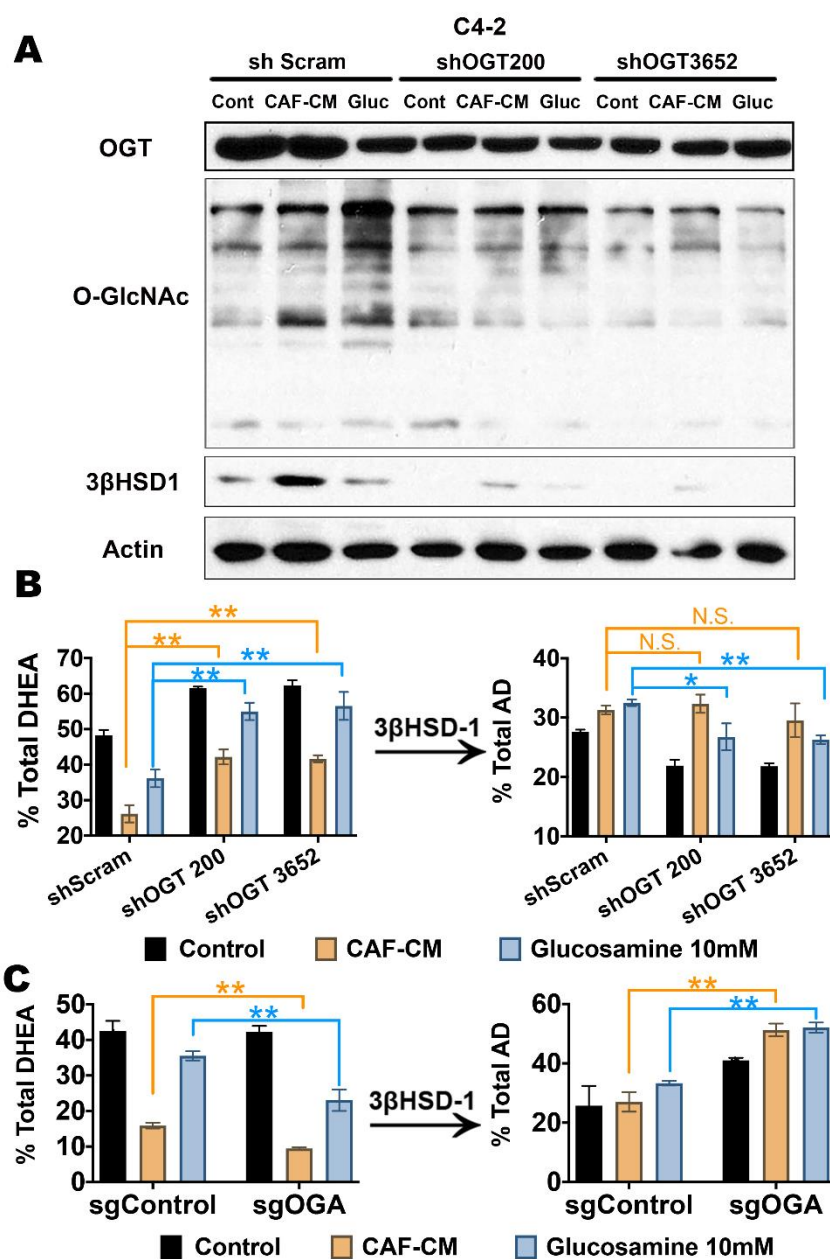 A
C4-2
sh Scram shOGT200 shOGT3652
Cont CAF-CM Gluc Cont CAF-CM Gluc Cont CAF-CM Gluc
OGT
O-GlcNAc
3βHSD1
Actin
B
% Total DHEA
70
60
50
40
30
20
** ** ** **
shScram shOGT 200 shOGT 3652
3βHSD-1
% Total AD
40
30
20
10
N.S.
N.S.
**
*
shScram shOGT 200 shOGT 3652
Control CAF-CM Glucosamine 10mM
C
% Total DHEA
50
40
30
20
10
0
** **
sgControl sgOGA
3βHSD-1
% Total AD
60
40
20
0
** **
sgControl sgOGA
Control CAF-CM Glucosamine 10mM